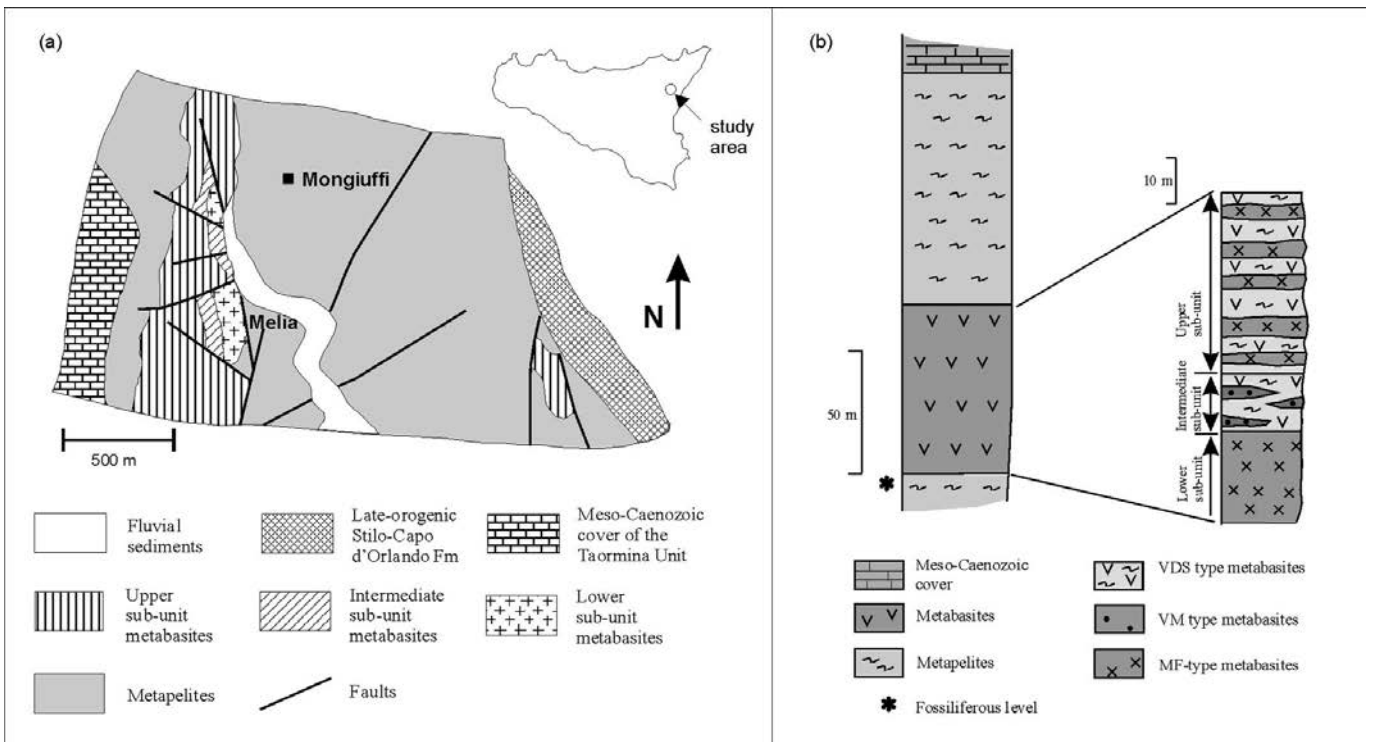 (a)
study
area
Mongiuffi
Melia
N
500 m
Fluvial
sediments
Late-orogenic
Stilo-Capo
d'Orlando Fm
Meso-Caenozoic
cover of the
Taormina Unit
Upper
sub-unit
metabasites
Intermediate
sub-unit
metabasites
Lower
sub-unit
metabasites
Metapelites
Faults
(b)
10 m
50 m
Upper
sub-unit
Intermediate
sub-unit
Lower
sub-unit
Meso-Caenozoic
cover
VDS type metabasites
Metabasites
VM type metabasites
Metapelites
MF-type metabasites
Fossiliferous level